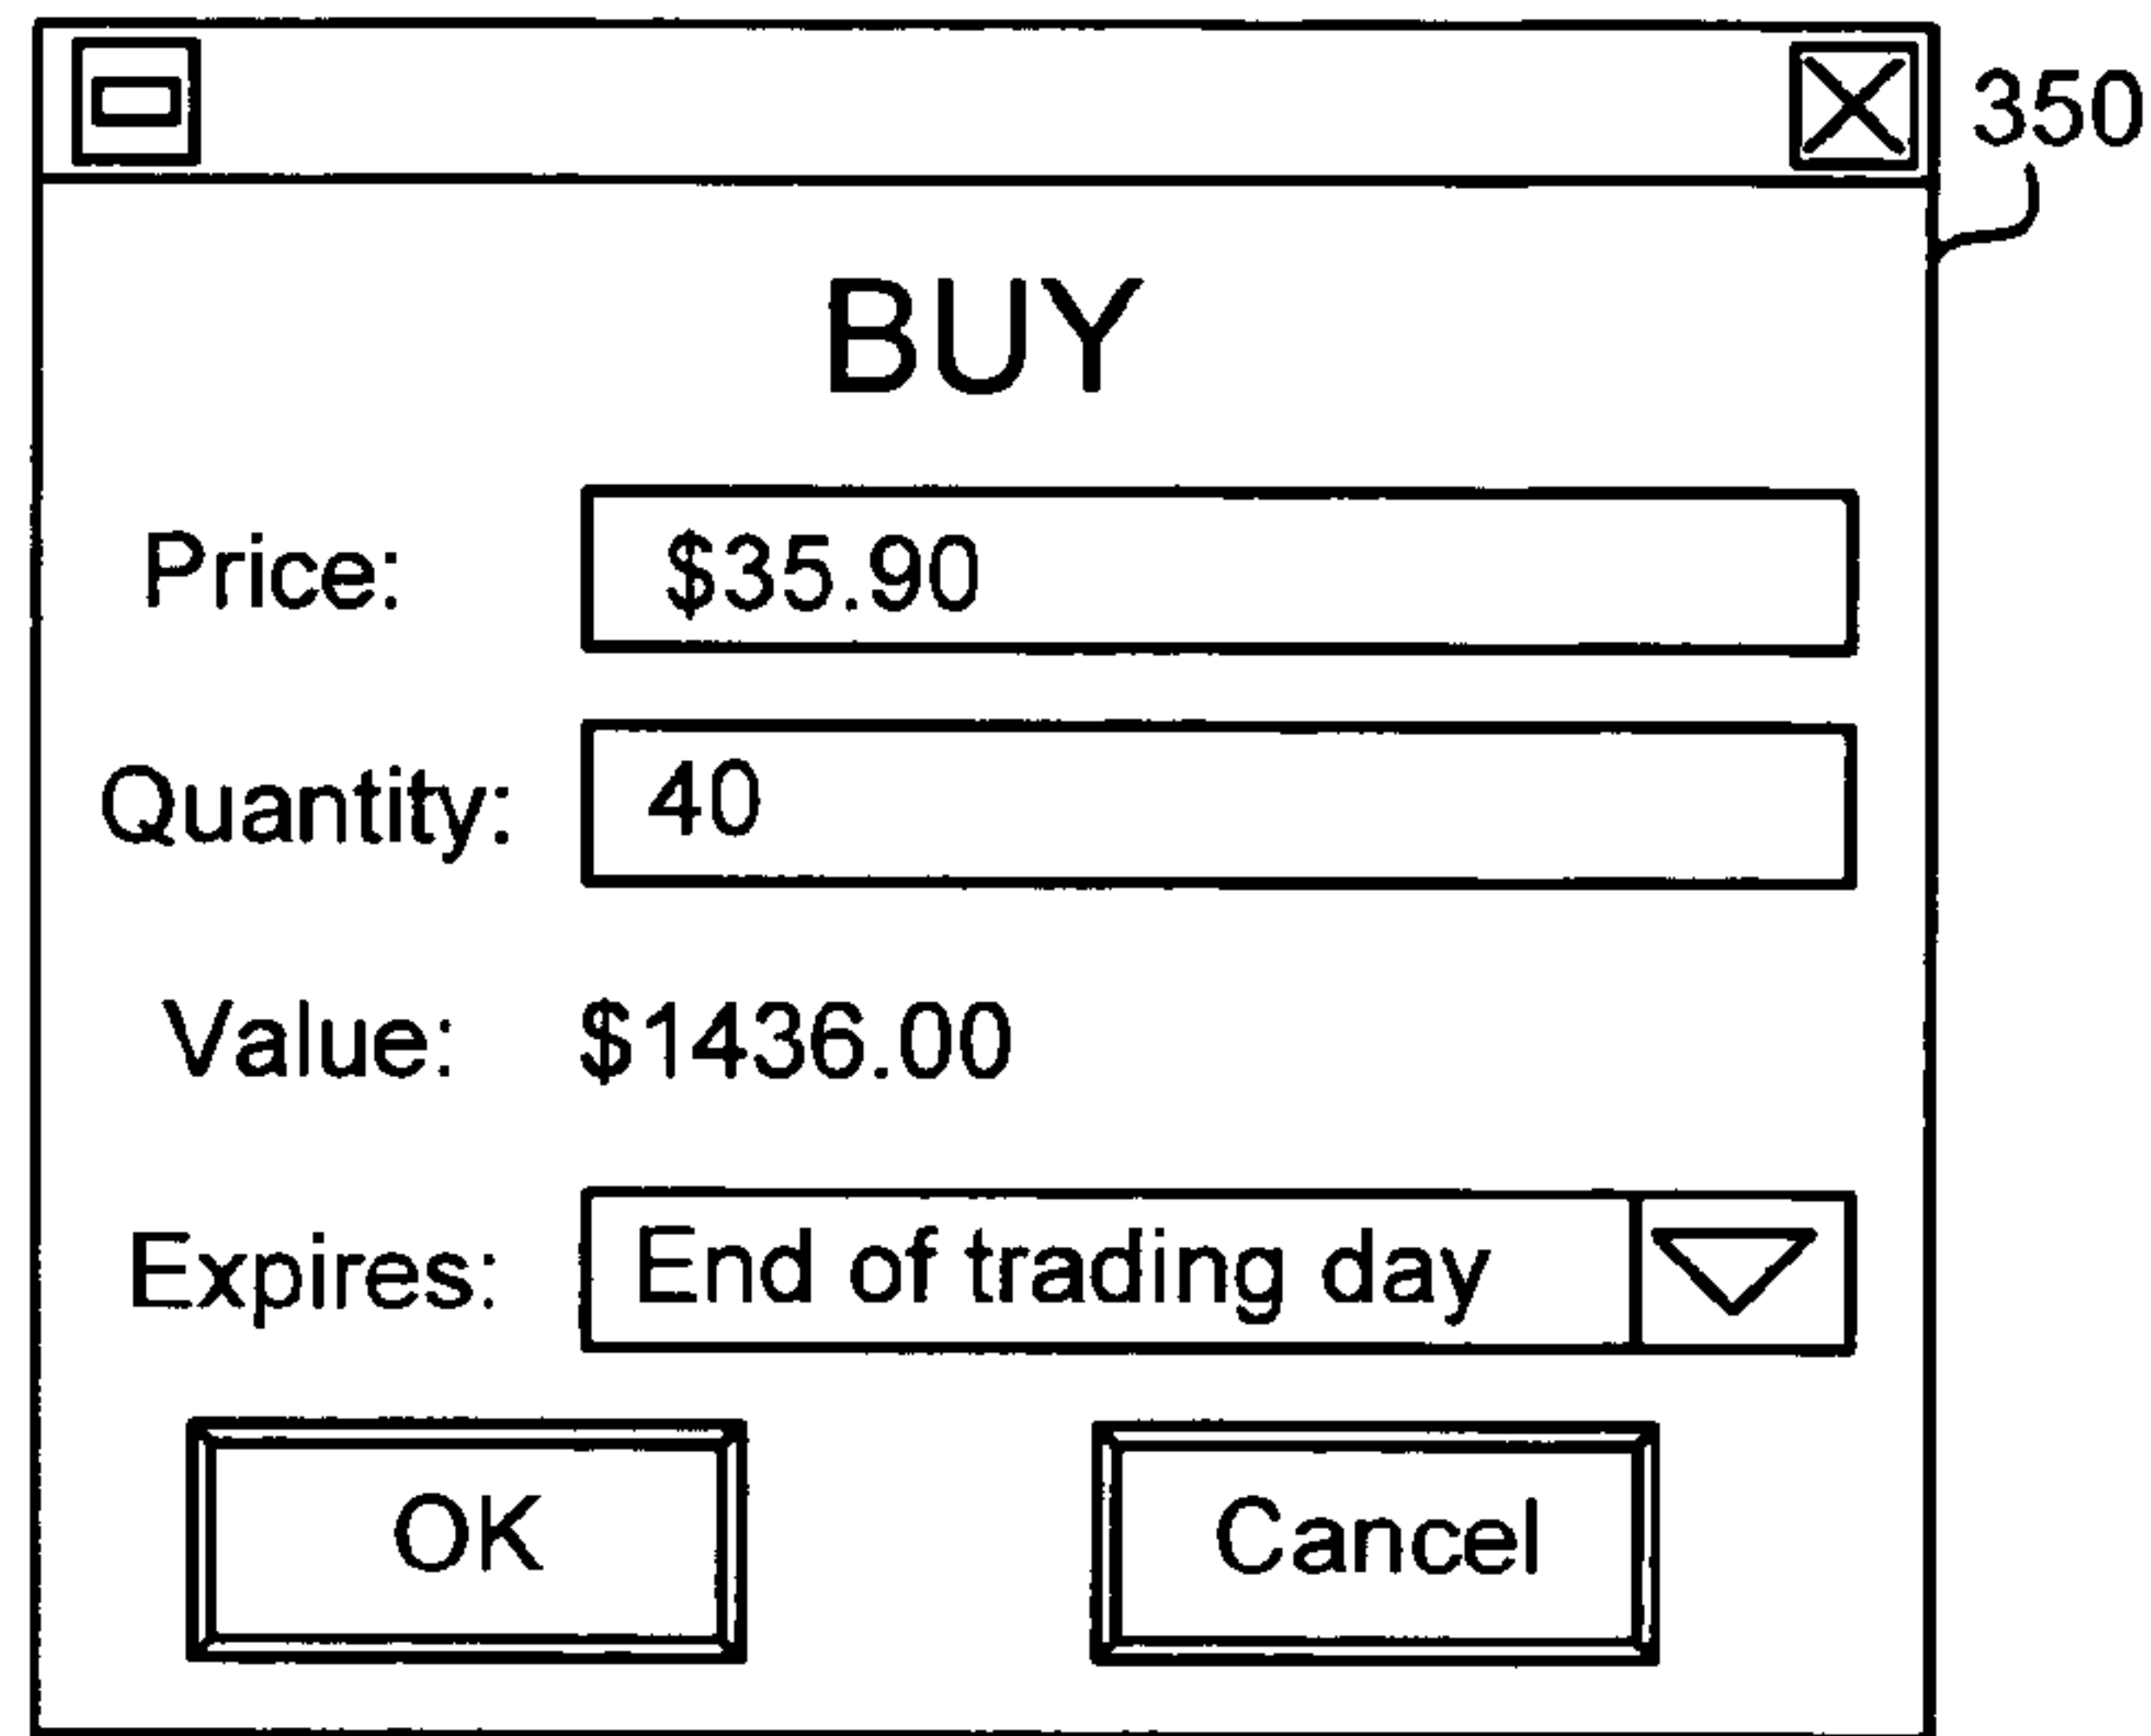 350
BUY
Price: $35.90
Quantity: 40
Value: $1436.00
Expires: End of trading day
OK Cancel